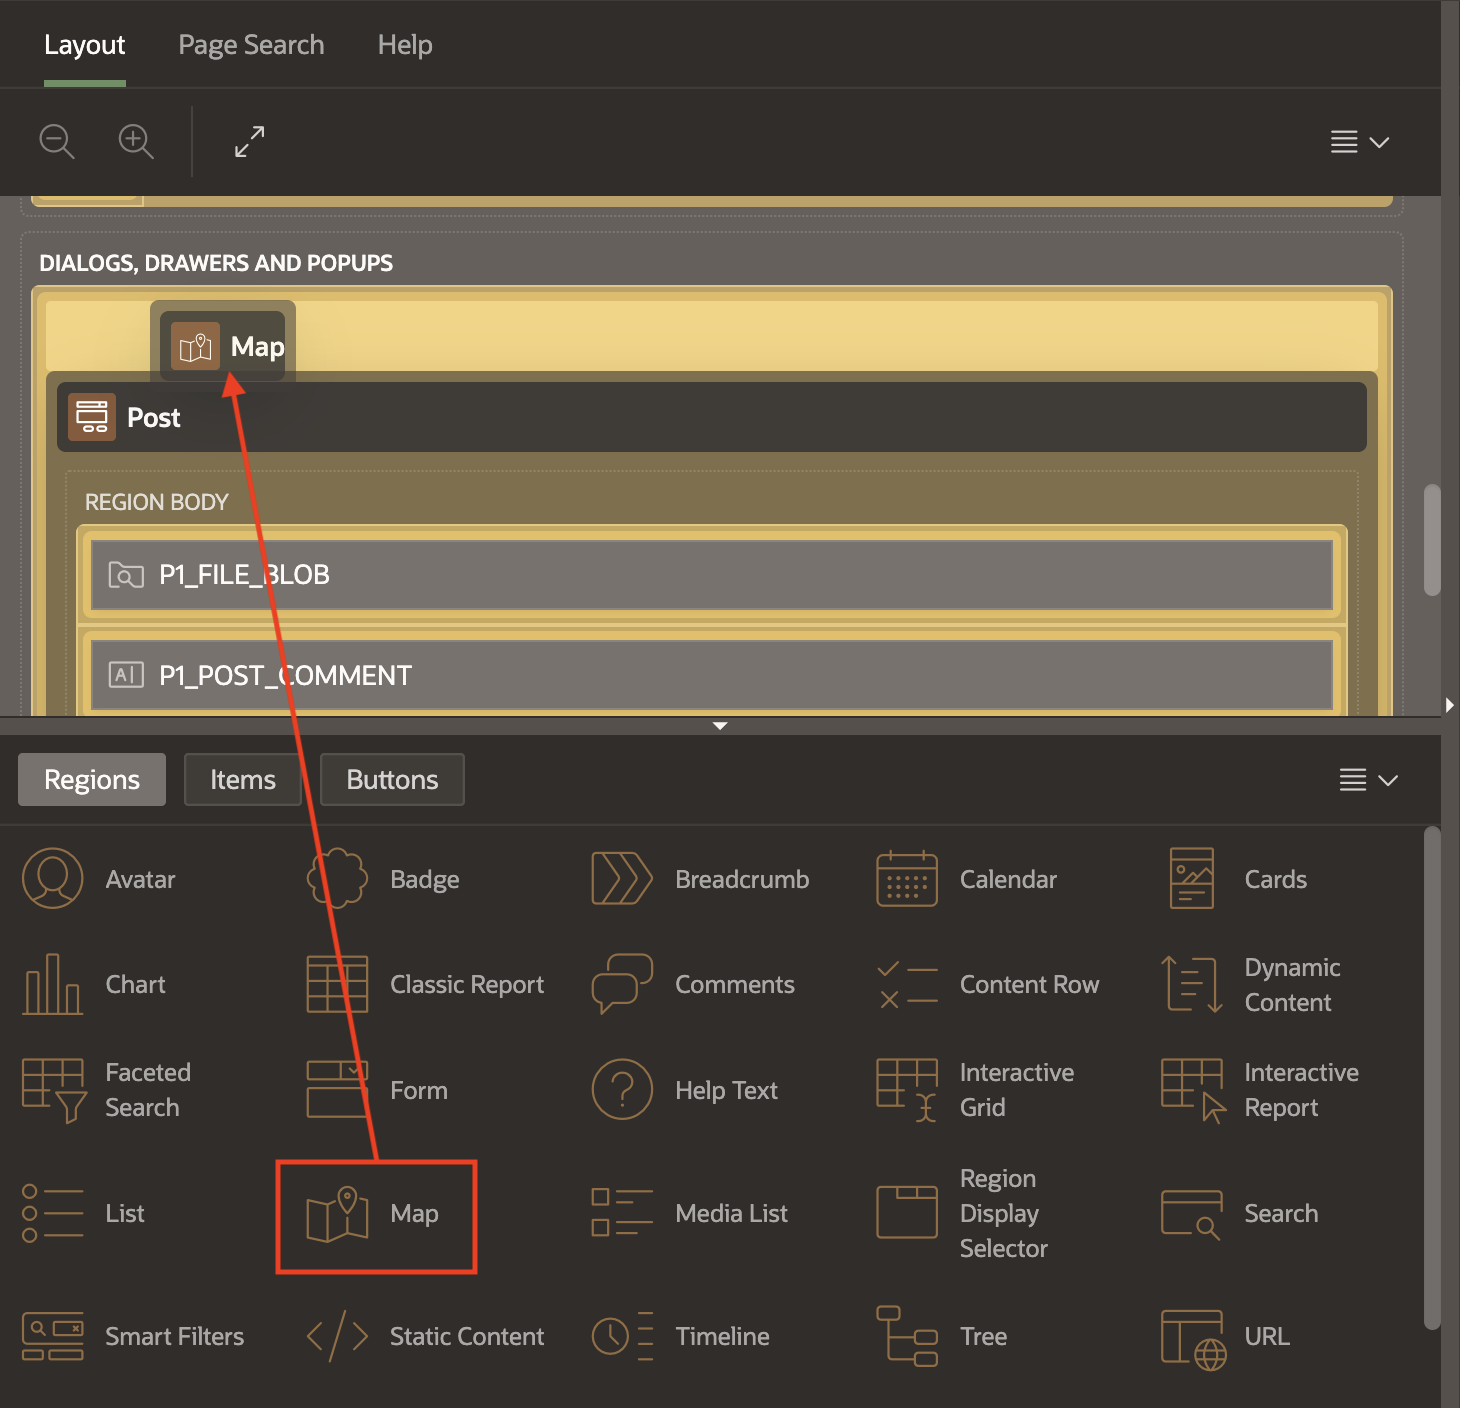 Layout Page Search Help
DIALOGS, DRAWERS AND POPUPS
Map
Post
REGION BODY
P1_FILE_BLOB
P1_POST_COMMENT
Regions Items Buttons
Avatar Badge Breadcrumb Calendar Cards
Chart Classic Report Comments Content Row Dynamic
Content
Faceted
Search
Form
Help Text
Interactive
Grid
Interactive
Report
List Map Media List
Region
Display
Selector
Search
Smart Filters Static Content Timeline Tree URL